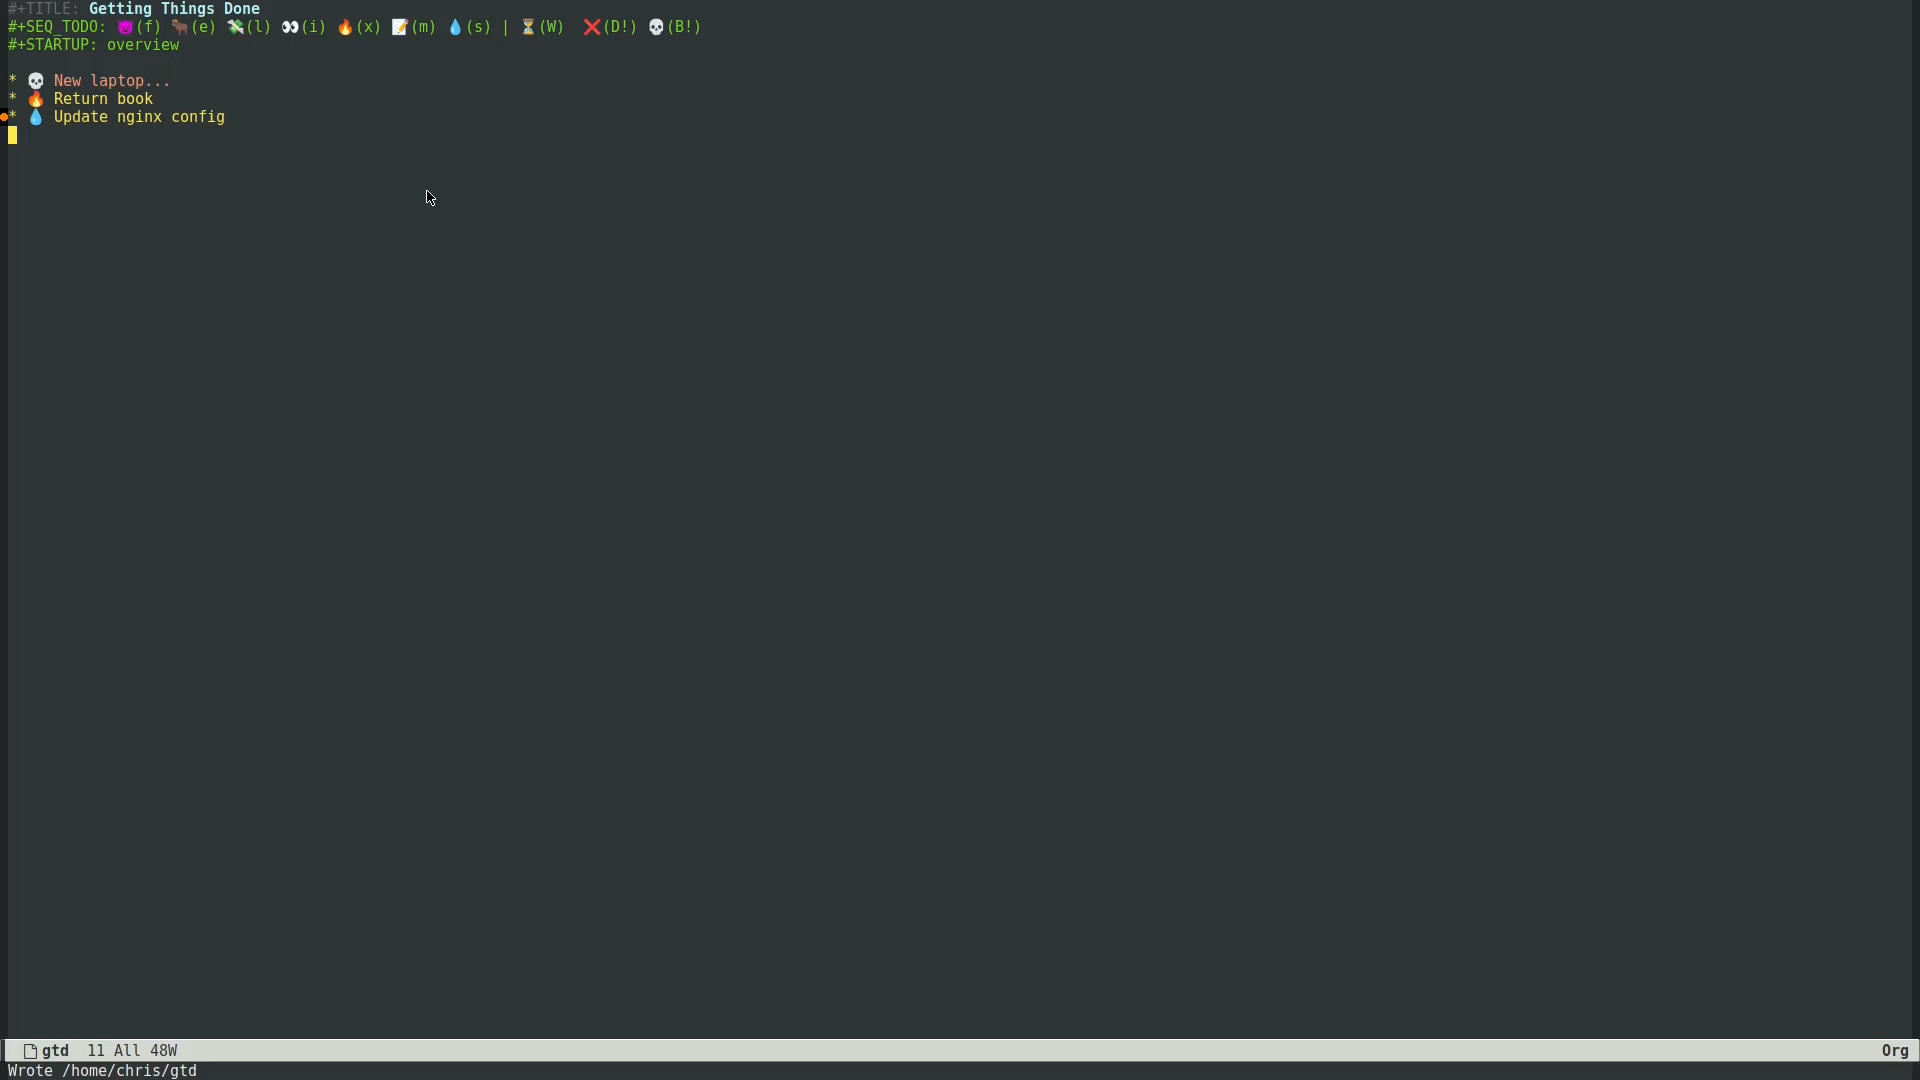 #+TITLE: Getting Things Done
#+SEQ_TODO: 😈(f) 🐂(e) 💸(l) 👀(i) 🔥(x) 📝(m) 💧(s) | ⏳(W)  ❌(D!) 💀(B!)
#+STARTUP: overview
* 💀 New laptop...
* 🔥 Return book
* 💧 Update nginx config
gtd  11 All 48W Org
Wrote /home/chris/gtd